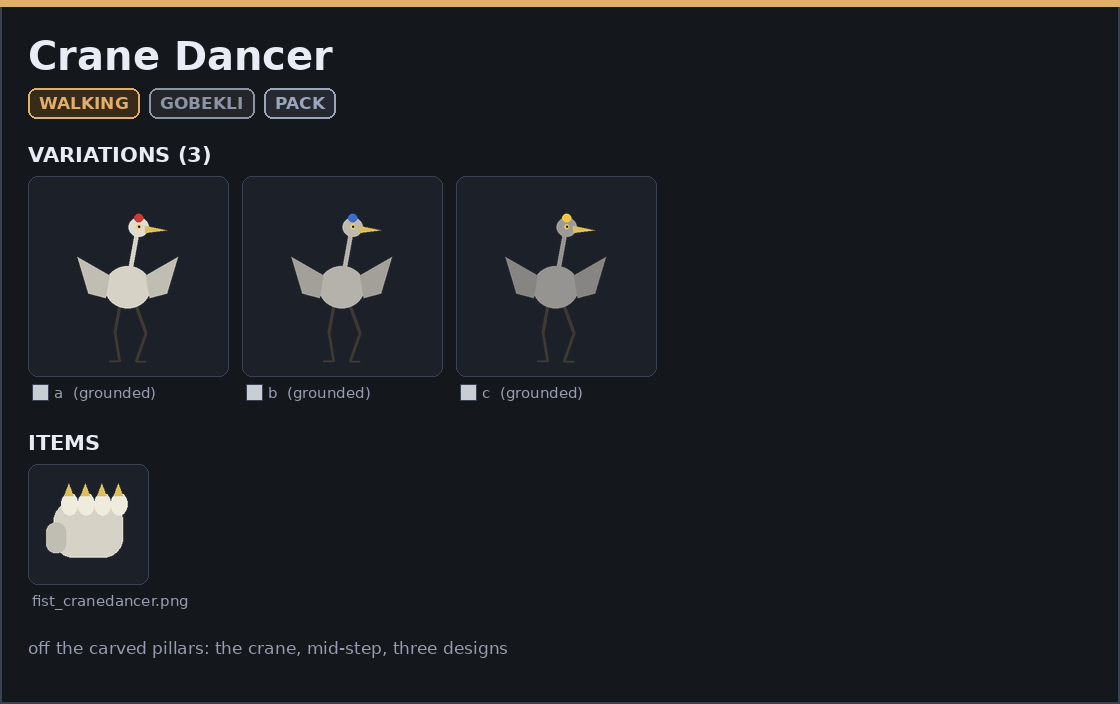 Crane Dancer
WALKING GOBEKLI PACK
VARIATIONS (3)
a (grounded) b (grounded) c (grounded)
ITEMS
fist_cranedancer.png
off the carved pillars: the crane, mid-step, three designs